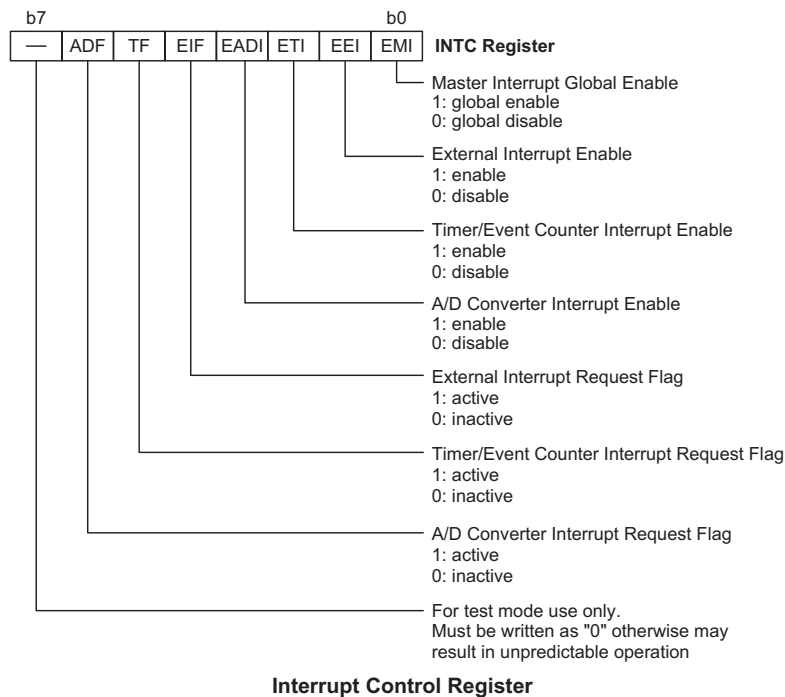 b7 b0
— ADF TF EIF EADI ETI EEI EMI INTC Register
Master Interrupt Global Enable
1: global enable
0: global disable
External Interrupt Enable
1: enable
0: disable
Timer/Event Counter Interrupt Enable
1: enable
0: disable
A/D Converter Interrupt Enable
1: enable
0: disable
External Interrupt Request Flag
1: active
0: inactive
Timer/Event Counter Interrupt Request Flag
1: active
0: inactive
A/D Converter Interrupt Request Flag
1: active
0: inactive
For test mode use only.
Must be written as "0" otherwise may
result in unpredictable operation
Interrupt Control Register